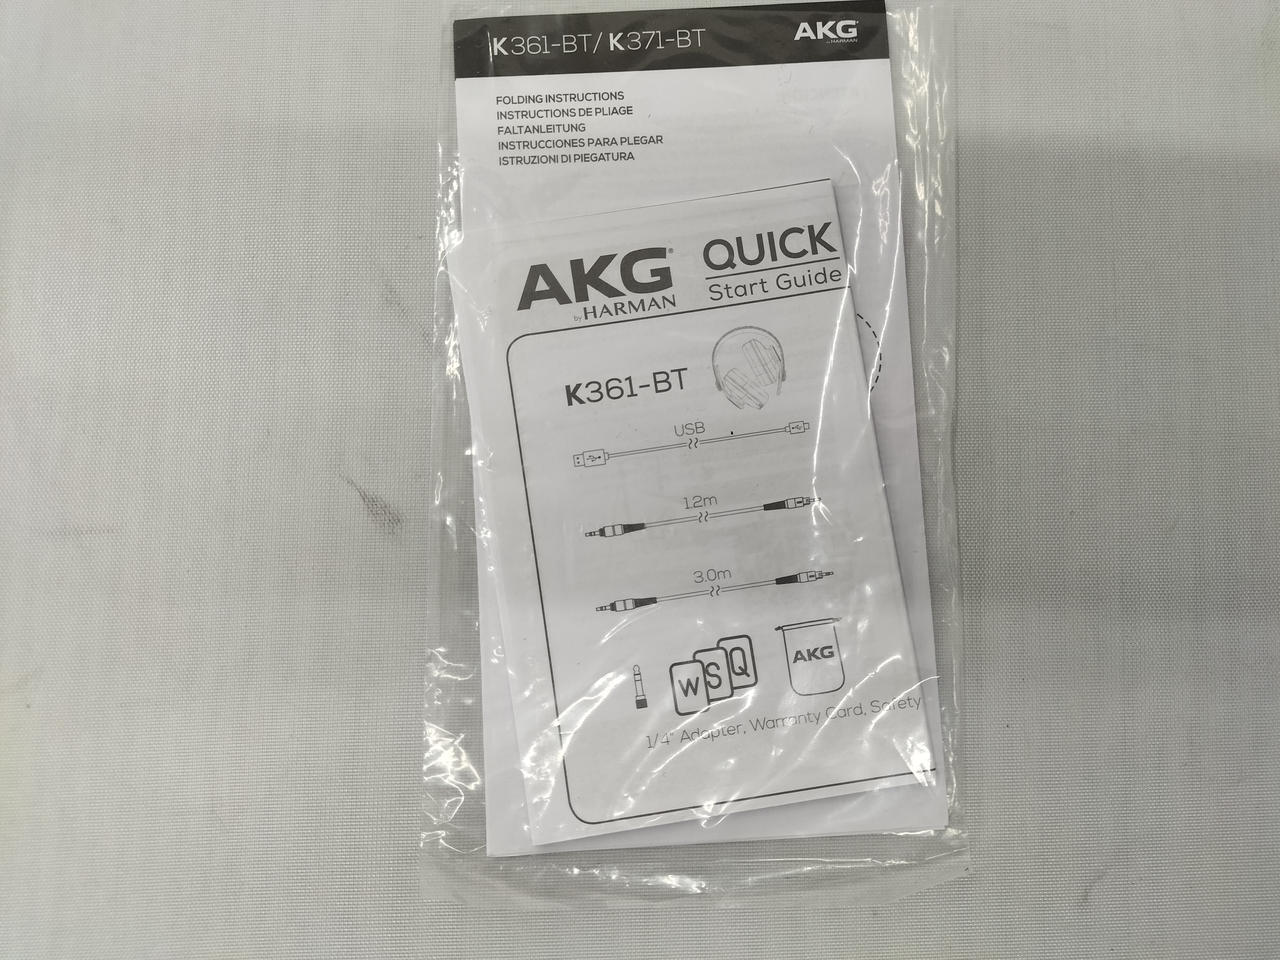 K361-BT/ K371-BT
AKG
by HARMAN
FOLDING INSTRUCTIONS
INSTRUCTIONS DE PLIAGE
FALTANLEITUNG
INSTRUCCIONES PARA PLEGAR
ISTRUZIONI DI PIEGATURA
AKG®
by HARMAN
QUICK
Start Guide
K361-BT
USB
1.2m
3.0m
W S Q
AKG
1/4" Adapter, Warranty Card, Safety